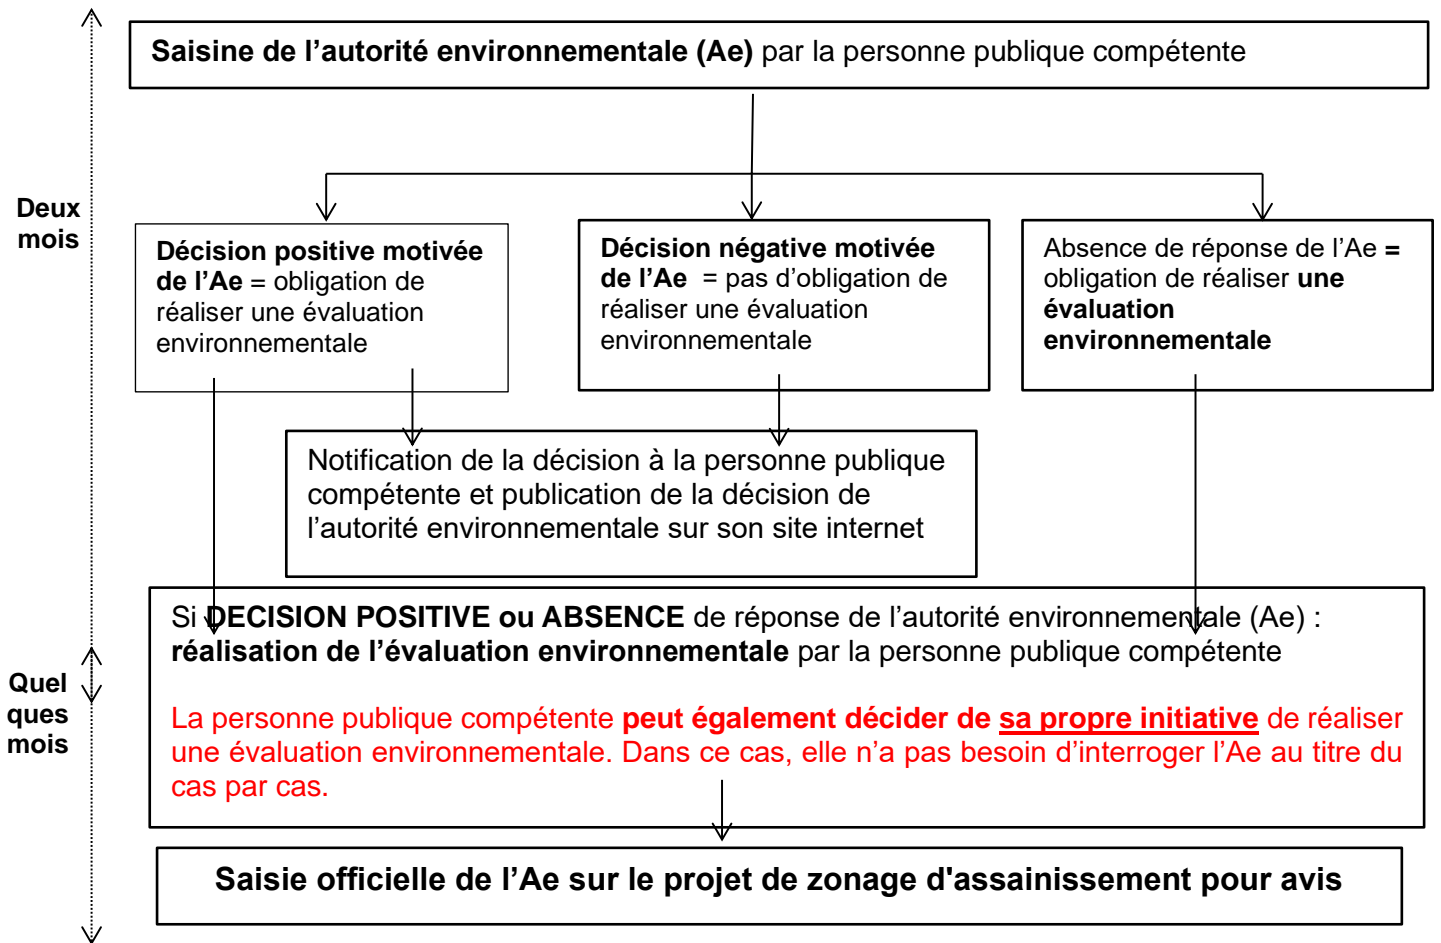 Saisine de l’autorité environnementale (Ae) par la personne publique compétente
Deux
mois
Décision positive motivée
de l’Ae = obligation de
réaliser une évaluation
environnementale
Décision négative motivée
de l’Ae = pas d’obligation de
réaliser une évaluation
environnementale
Absence de réponse de l’Ae =
obligation de réaliser une
évaluation
environnementale
Notification de la décision à la personne publique
compétente et publication de la décision de
l’autorité environnementale sur son site internet
Quel
ques
mois
Si DECISION POSITIVE ou ABSENCE de réponse de l’autorité environnementale (Ae) :
réalisation de l’évaluation environnementale par la personne publique compétente
La personne publique compétente peut également décider de sa propre initiative de réaliser
une évaluation environnementale. Dans ce cas, elle n’a pas besoin d’interroger l’Ae au titre du
cas par cas.
Saisie officielle de l’Ae sur le projet de zonage d'assainissement pour avis